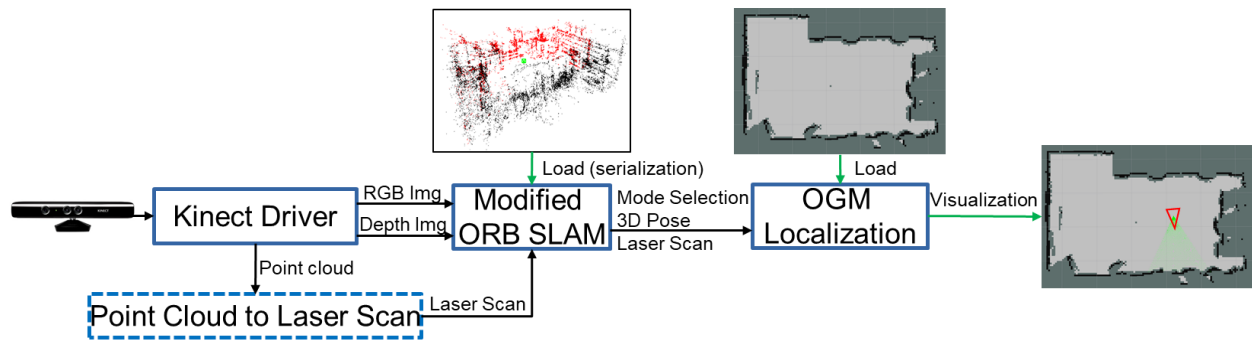 Load (serialization)
Load
RGB Img
Mode Selection
Kinect Driver
Modified
ORB SLAM
OGM
Localization
Visualization
KINECT
Depth Img
3D Pose
Laser Scan
Point cloud
Point Cloud to Laser Scan
Laser Scan